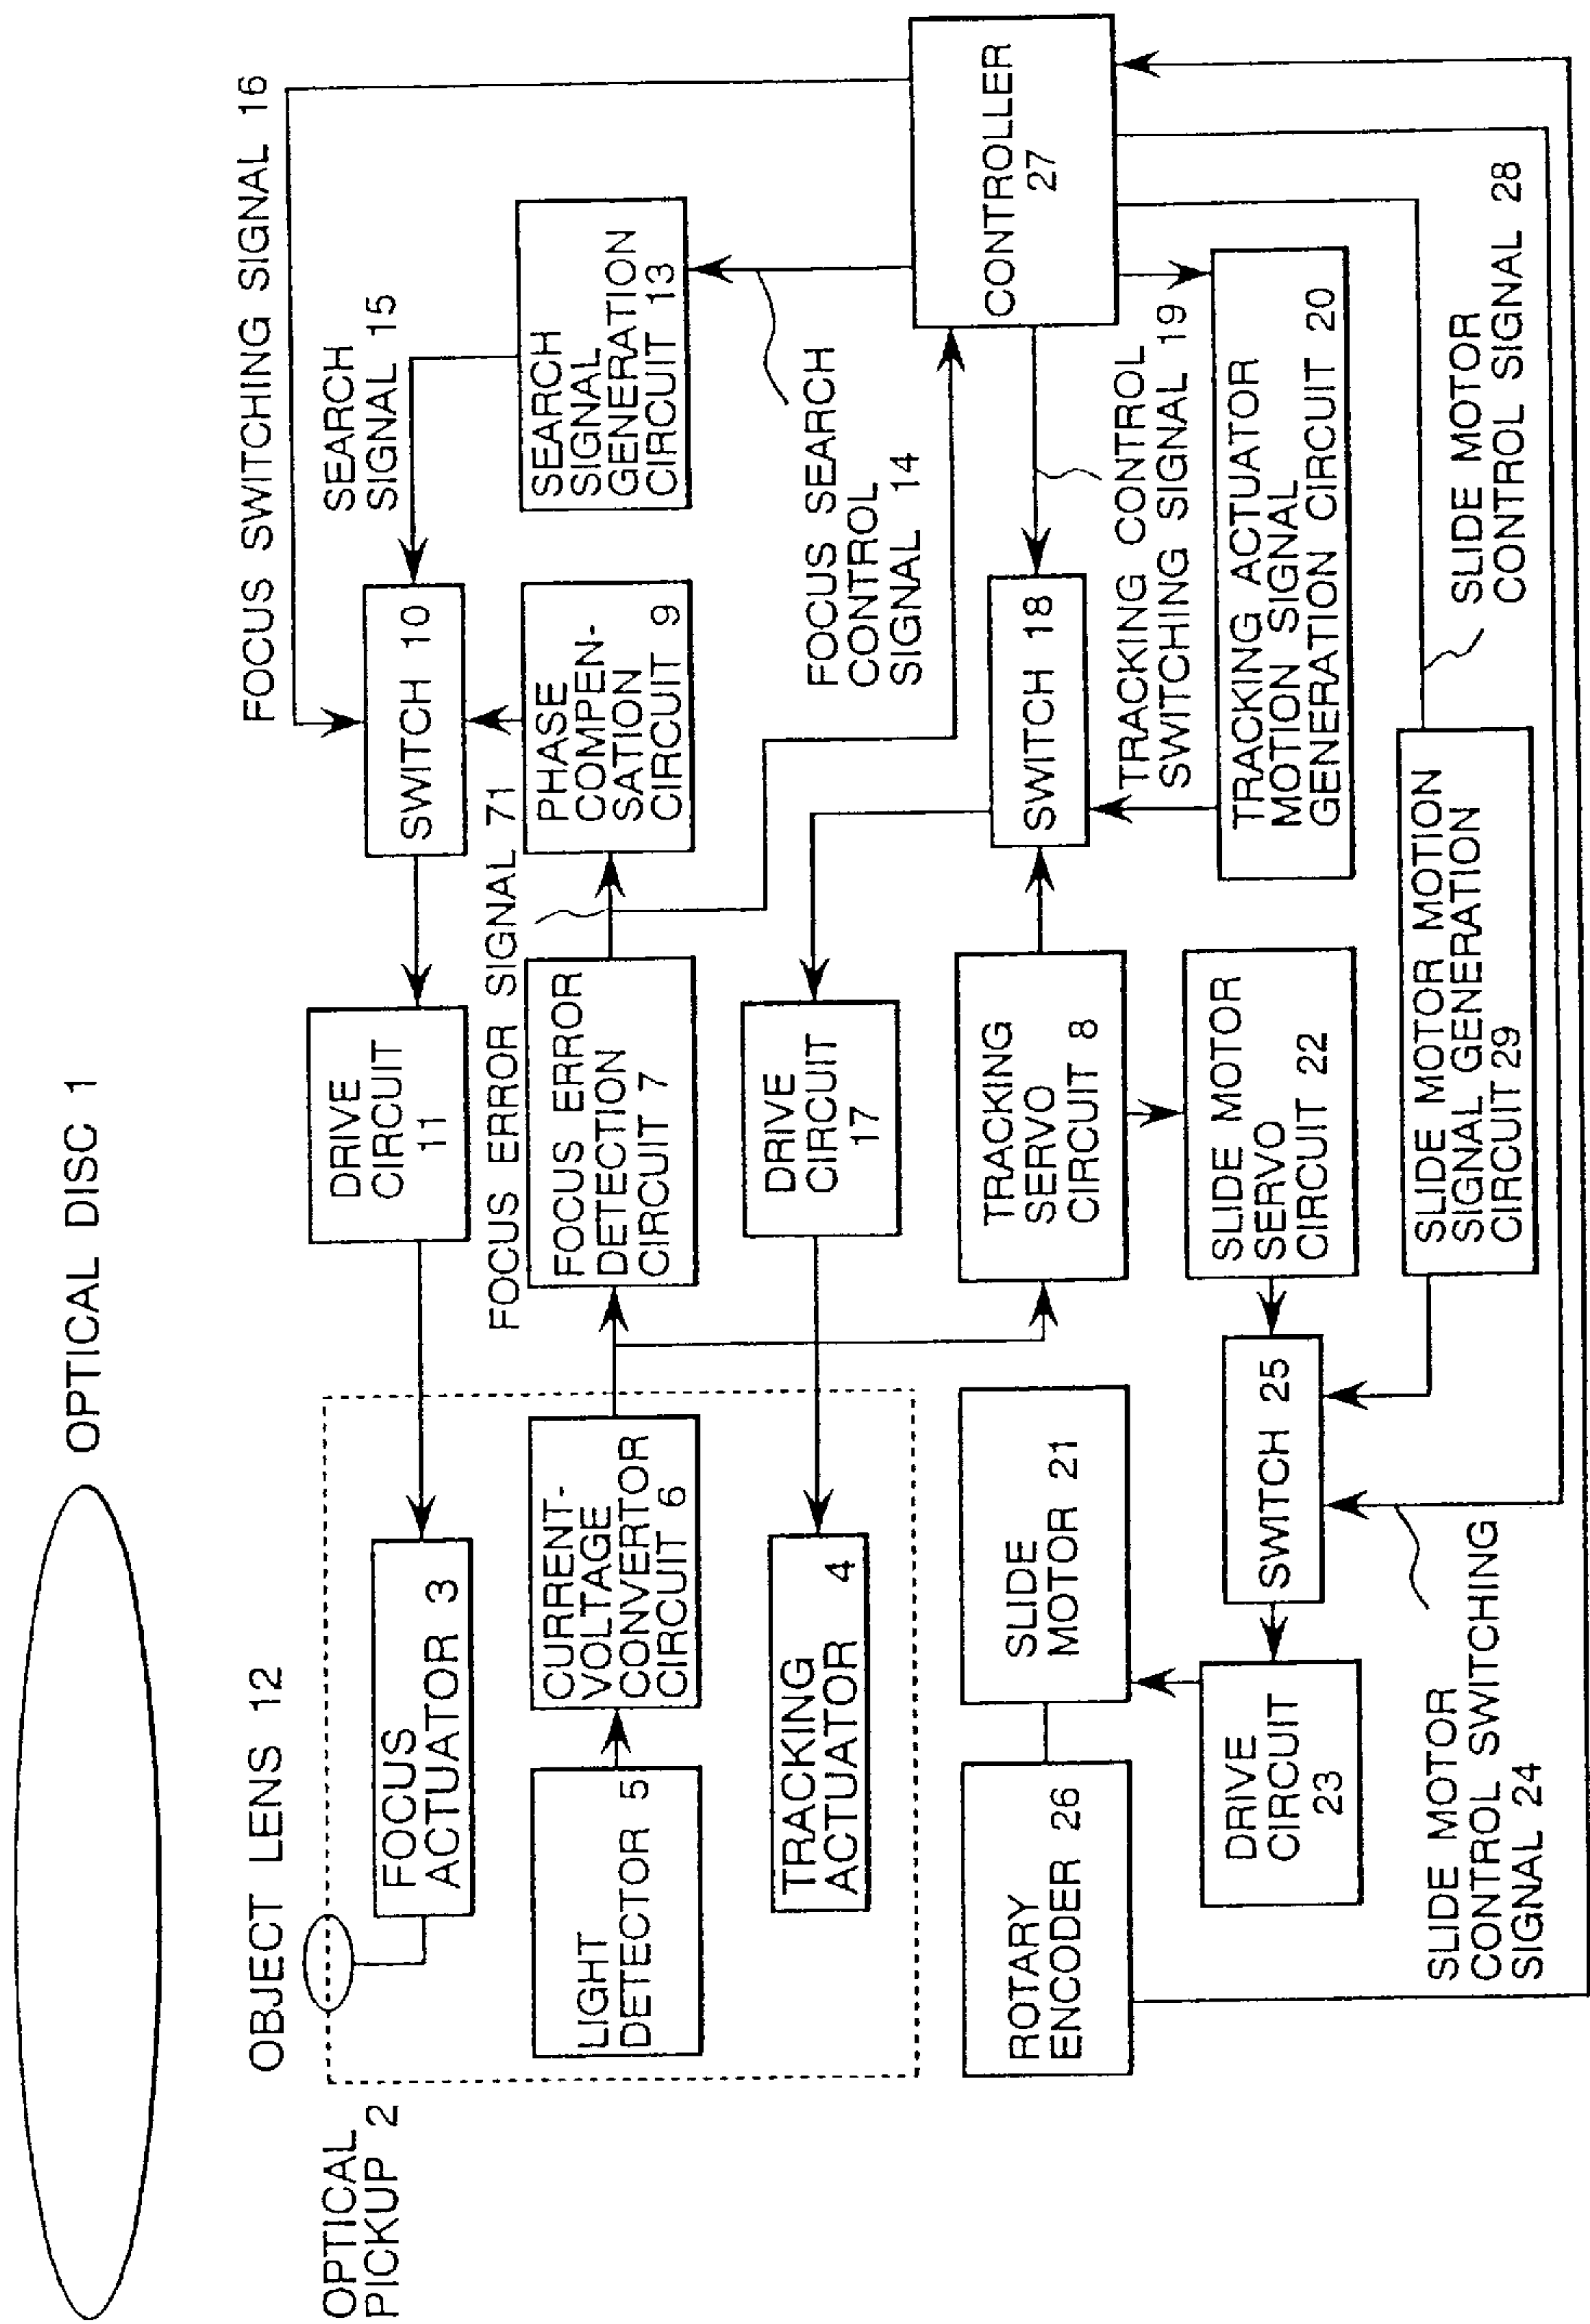 OPTICAL DISC 1
OBJECT LENS 12
OPTICAL
PICKUP 2
FOCUS
ACTUATOR 3
DRIVE
CIRCUIT
11
SWITCH 10
FOCUS SWITCHING SIGNAL 16
SEARCH
SIGNAL 15
LIGHT
DETECTOR 5
CURRENT-
VOLTAGE
CONVERTOR
CIRCUIT 6
FOCUS ERROR SIGNAL 71
FOCUS ERROR
DETECTION
CIRCUIT 7
PHASE
COMPEN-
SATION
CIRCUIT 9
SEARCH
SIGNAL
GENERATION
CIRCUIT 13
TRACKING
ACTUATOR 4
DRIVE
CIRCUIT
17
FOCUS SEARCH
CONTROL
SIGNAL 14
CONTROLLER
27
ROTARY
ENCODER 26
SLIDE
MOTOR 21
TRACKING
SERVO
CIRCUIT 8
SWITCH 18
TRACKING CONTROL
SWITCHING SIGNAL 19
DRIVE
CIRCUIT
23
SWITCH 25
SLIDE MOTOR
SERVO
CIRCUIT 22
TRACKING ACTUATOR
MOTION SIGNAL
GENERATION CIRCUIT 20
SLIDE MOTOR
CONTROL SWITCHING
SIGNAL 24
SLIDE MOTOR MOTION
SIGNAL GENERATION
CIRCUIT 29
SLIDE MOTOR
CONTROL SIGNAL 28